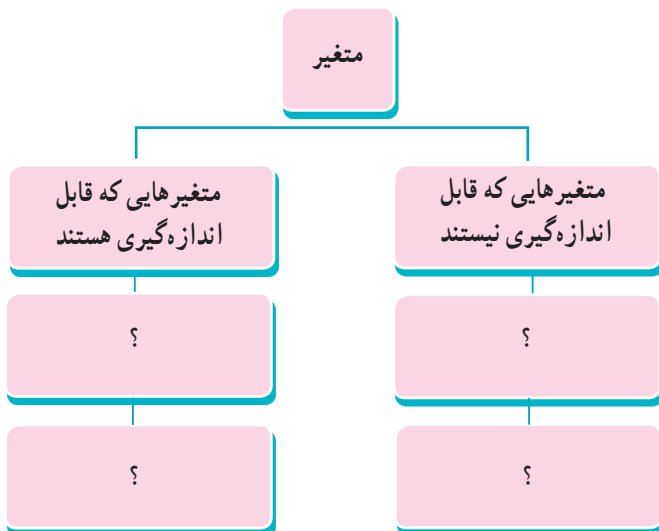 متغیر
متغیرهایی که قابل
اندازه‌گیری نیستند
متغیرهایی که قابل
اندازه‌گیری هستند
؟
؟
؟
؟